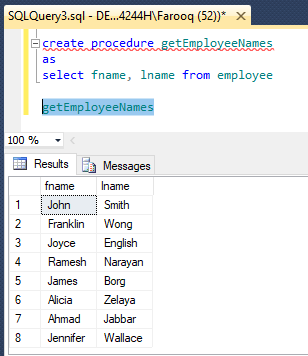 SQLQuery3.sql - DE...4244H\Farooq (52))*
create procedure getEmployeeNames
as
select fname, lname from employee
getEmployeeNames
100 %
Results Messages
fname lname
1 John Smith
2 Franklin Wong
3 Joyce English
4 Ramesh Narayan
5 James Borg
6 Alicia Zelaya
7 Ahmad Jabbar
8 Jennifer Wallace